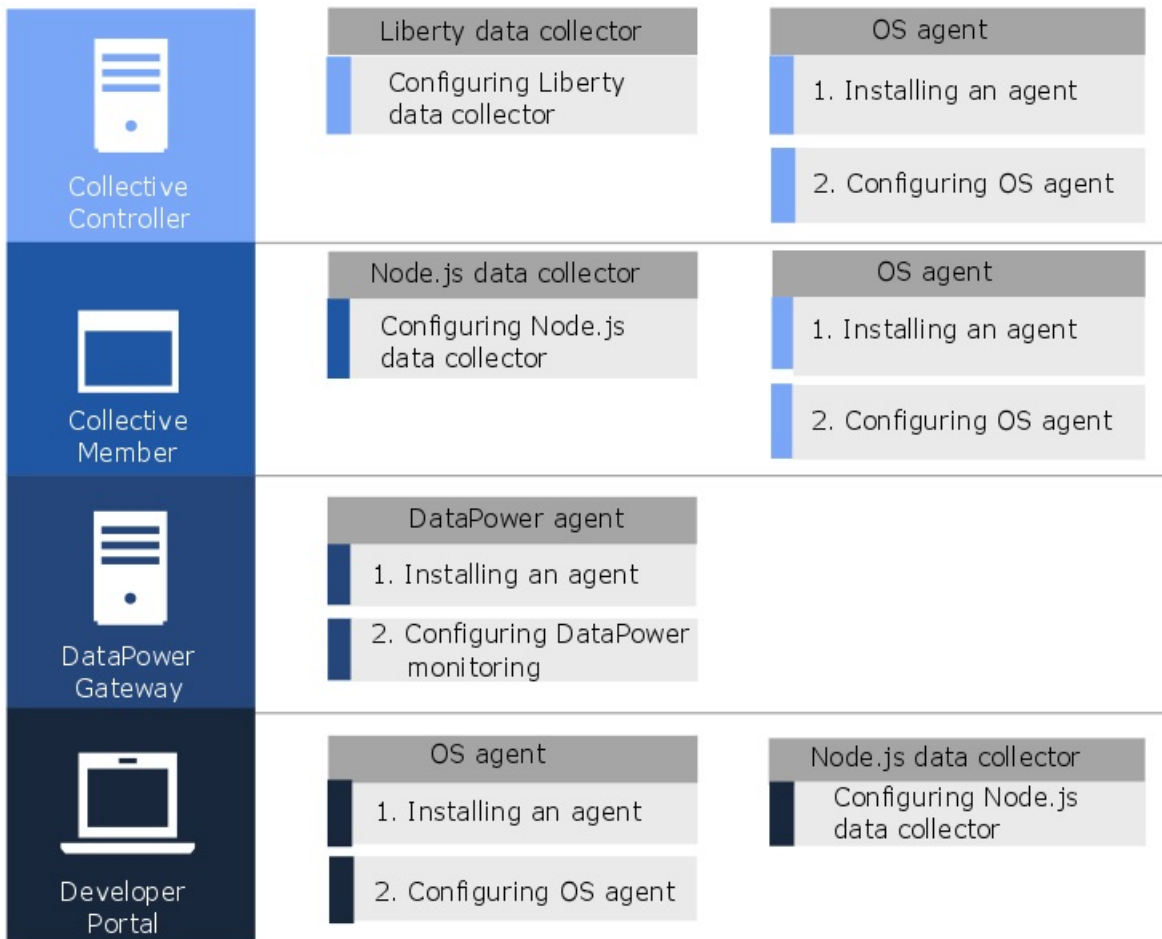 Collective
Controller
Liberty data collector
Configuring Liberty
data collector
OS agent
1. Installing an agent
2. Configuring OS agent
Collective
Member
Node.js data collector
Configuring Node.js
data collector
OS agent
1. Installing an agent
2. Configuring OS agent
DataPower
Gateway
DataPower agent
1. Installing an agent
2. Configuring DataPower
monitoring
Developer
Portal
OS agent
1. Installing an agent
2. Configuring OS agent
Node.js data collector
Configuring Node.js
data collector